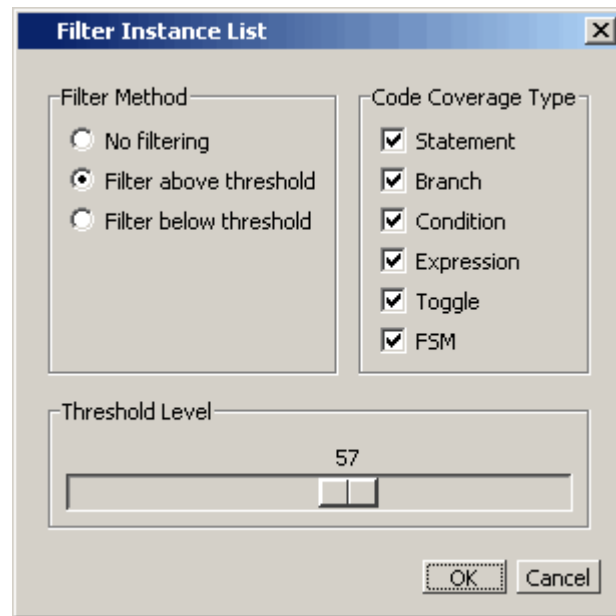 Filter Instance List
Filter Method
No filtering
Filter above threshold
Filter below threshold
Code Coverage Type
Statement
Branch
Condition
Expression
Toggle
FSM
Threshold Level
57
OK
Cancel